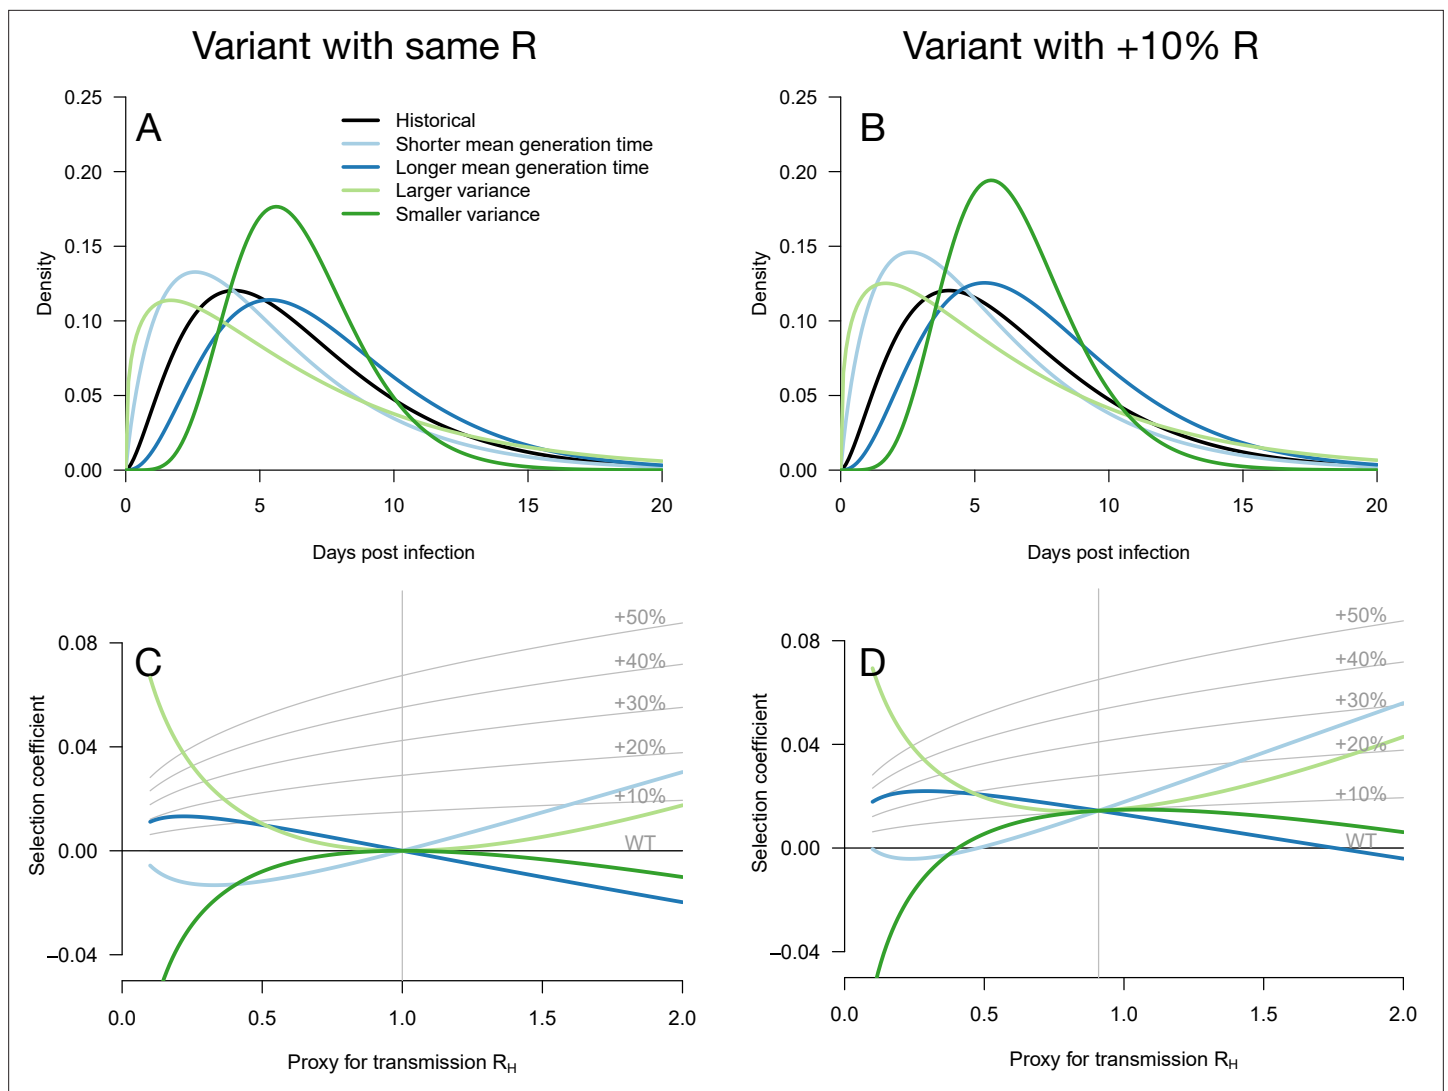 Variant with same R
Variant with +10% R
A
0.25
0.20
0.15
0.10
0.05
0.00
Density
Historical
Shorter mean generation time
Longer mean generation time
Larger variance
Smaller variance
0
5
10
15
20
Days post infection
B
0.25
0.20
0.15
0.10
0.05
0.00
Density
0
5
10
15
20
Days post infection
C
0.08
0.04
0.00
−0.04
Selection coefficient
+50%
+40%
+30%
+20%
+10%
WT
0.0
0.5
1.0
1.5
2.0
Proxy for transmission RH
D
0.08
0.04
0.00
−0.04
Selection coefficient
+50%
+40%
+30%
+20%
+10%
WT
0.0
0.5
1.0
1.5
2.0
Proxy for transmission RH